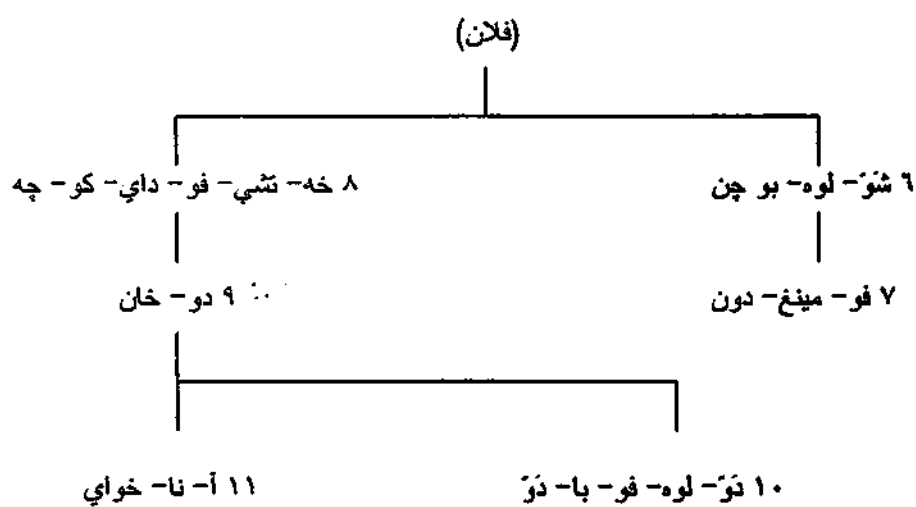 (فلان)
٦ شوّ- لوه- بو چن
٨ خه- تشي- فو- داي- كو- چه
٧ فو- مينغ- دون
٩ دو- خان
١٠ توّ- لوه- فو- با- دوّ
١١ أ- نا- خواي